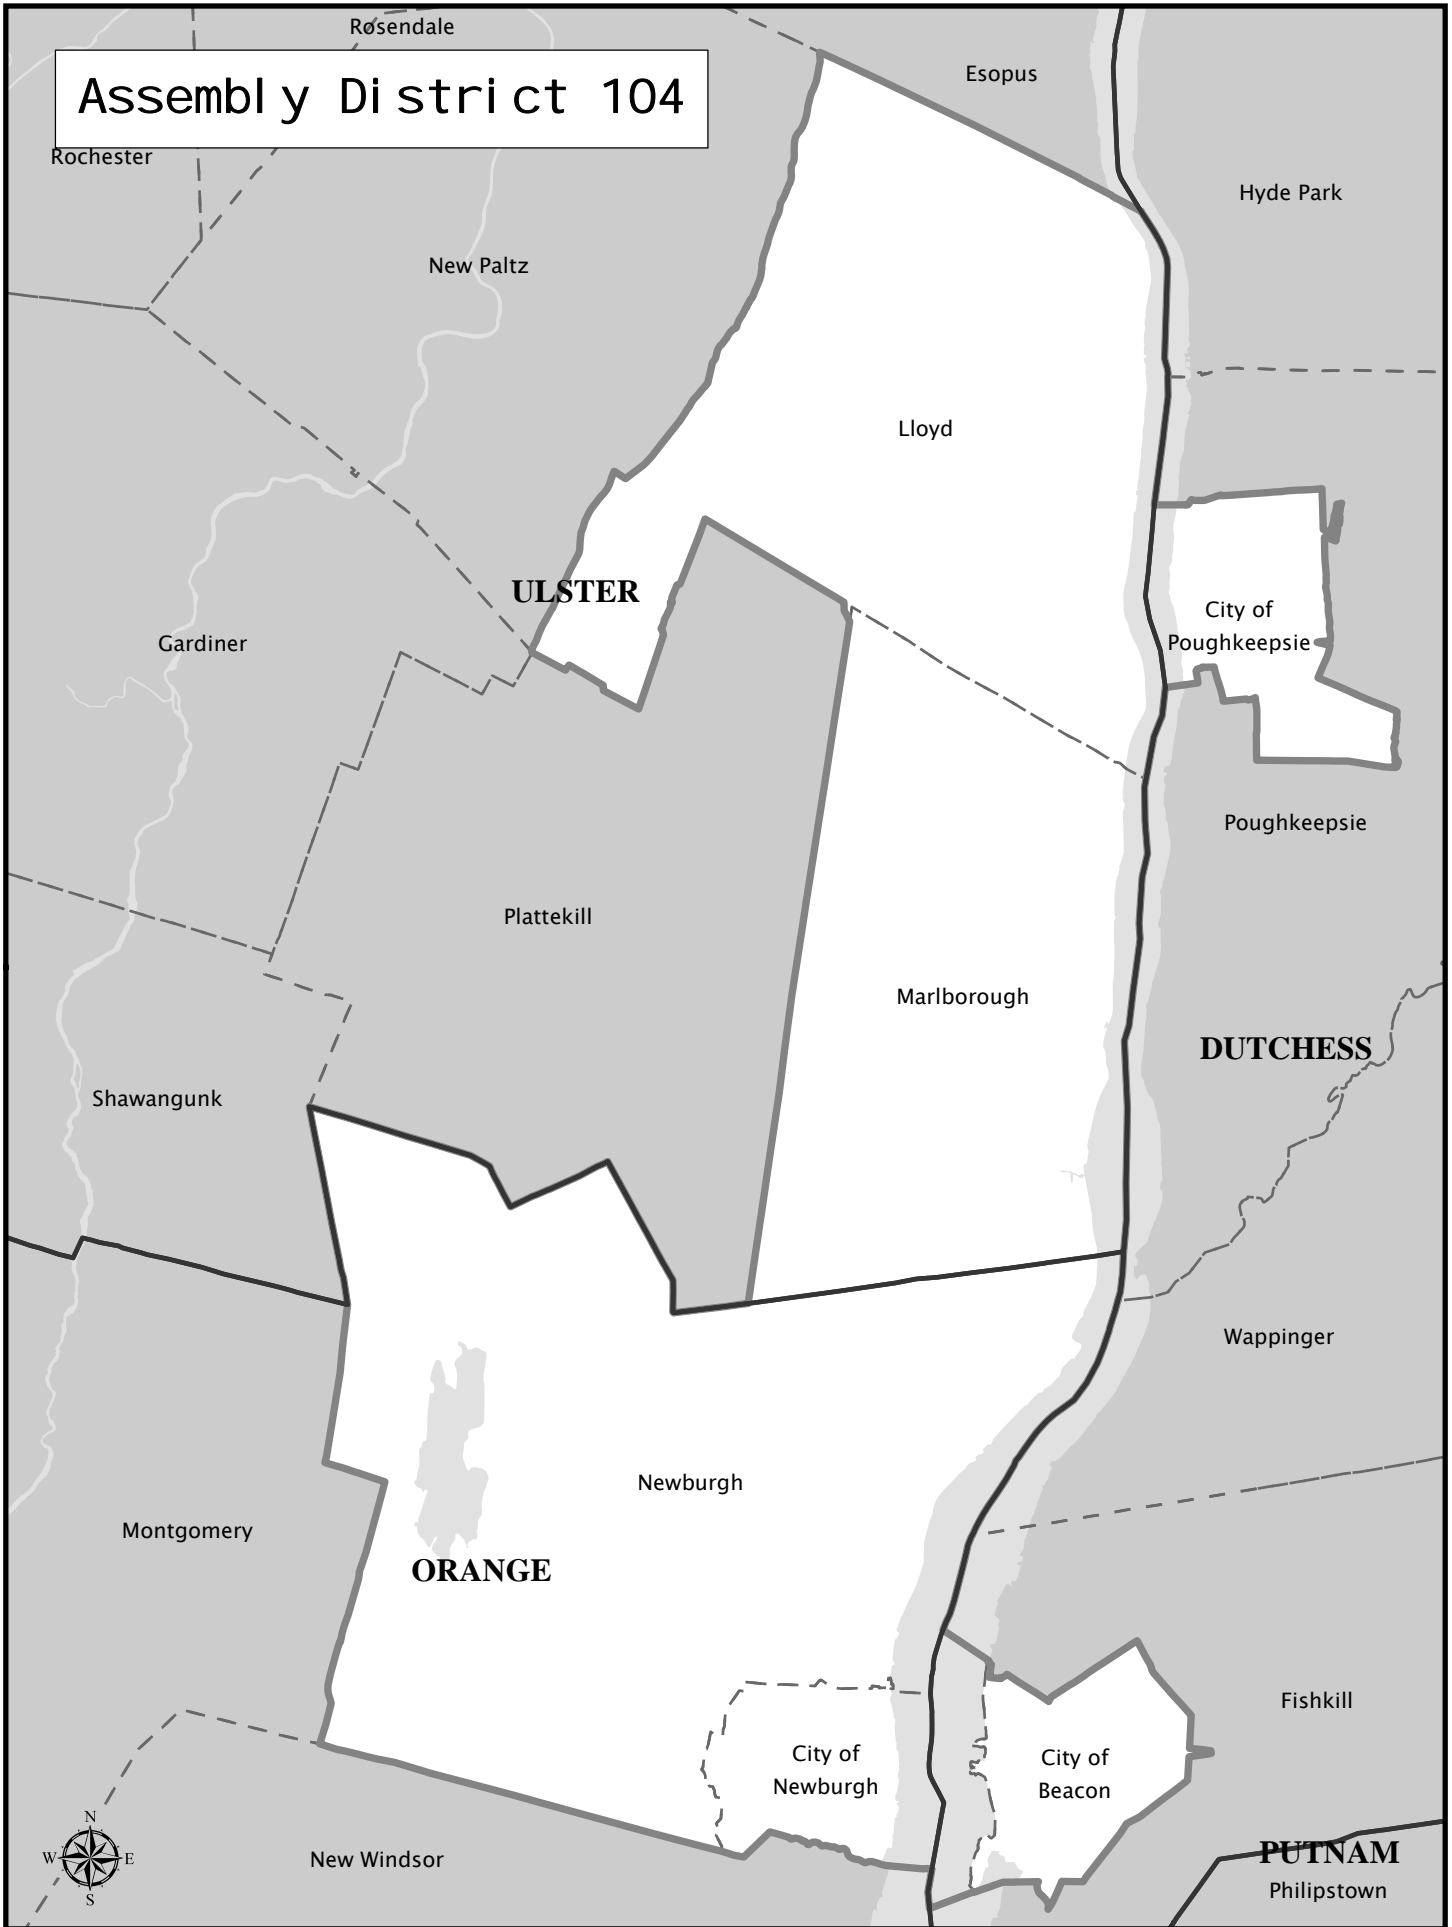 Rosendale
Assembly District 104
Esopus
Rochester
Hyde Park
New Paltz
Lloyd
ULSTER
City of
Poughkeepsie
Gardiner
Poughkeepsie
Plattekill
Marlborough
DUTCHESS
Shawangunk
Wappinger
Newburgh
Montgomery
ORANGE
Fishkill
City of
Newburgh
City of
Beacon
N
W
E
S
New Windsor
PUTNAM
Philipstown